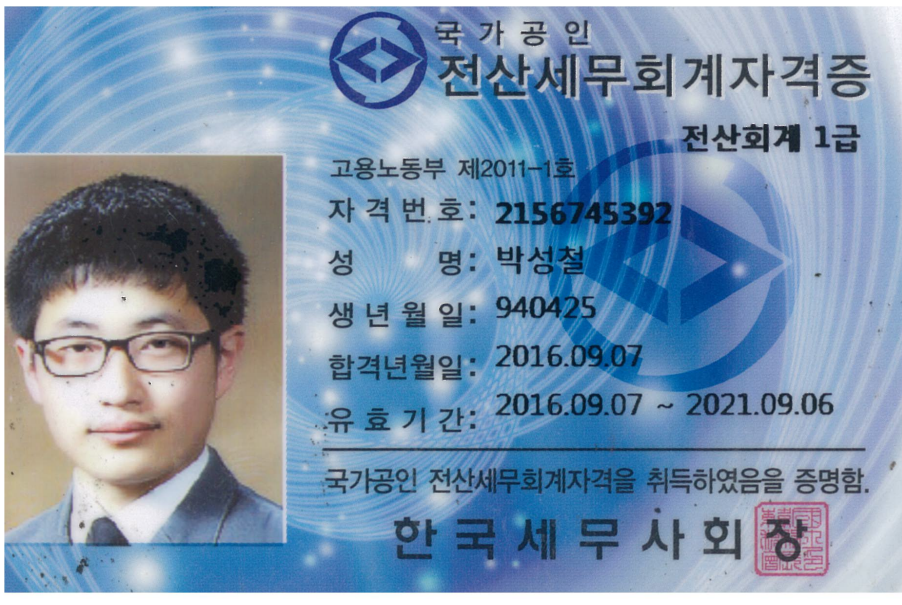 국가공인
전산세무회계자격증
전산회계 1급
고용노동부 제2011-1호
자격번호: 2156745392
성 명: 박성철
생년월일: 940425
합격년월일: 2016.09.07
유효기간: 2016.09.07 ~ 2021.09.06
국가공인 전산세무회계자격을 취득하였음을 증명함.
한국세무사회장